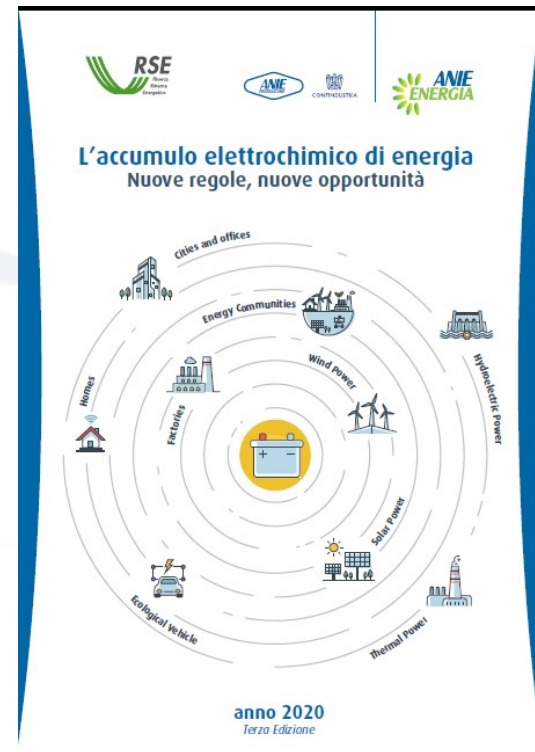 RSE
Ricerca
Sistema
Energetico
ANIE
FEDERAZIONE
CONFINDUSTRIA
ANIE
ENERGIA
L'accumulo elettrochimico di energia
Nuove regole, nuove opportunità
Cities and offices
Energy Communities
Wind Power
Hydroelectric Power
Homes
Factories
Solar Power
Ecological Vehicle
Thermal Power
anno 2020
Terza Edizione